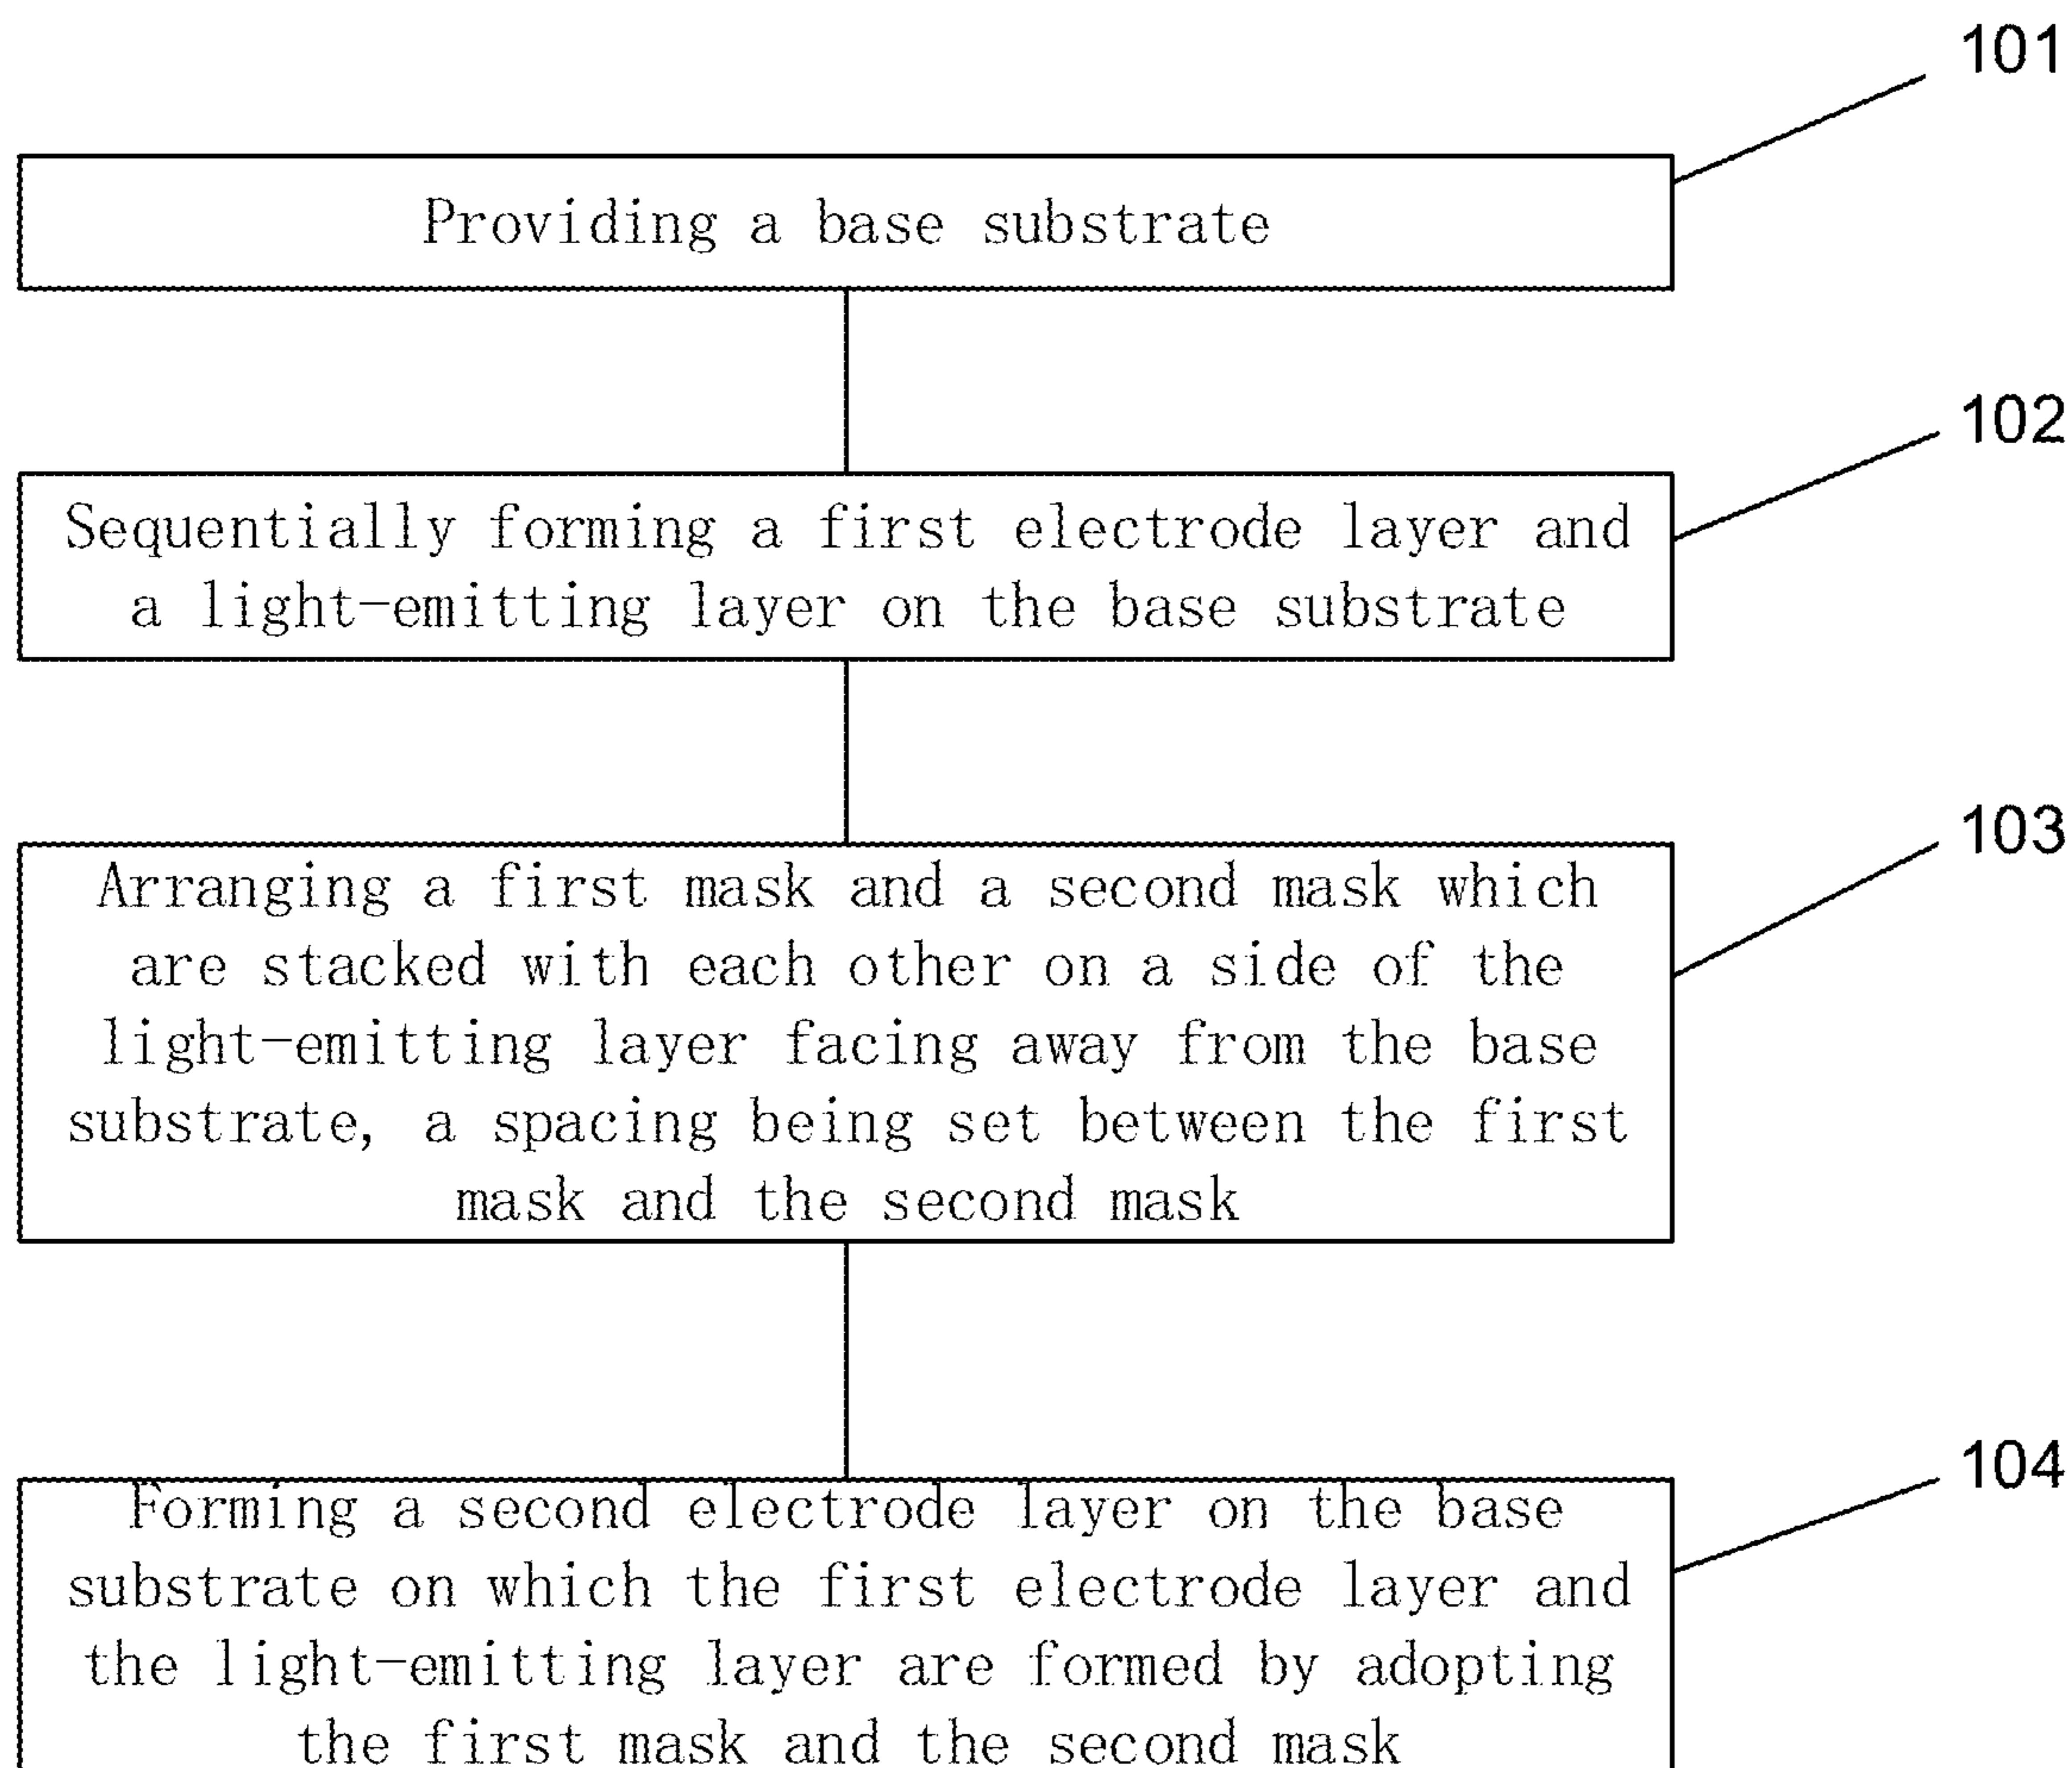 101
Providing a base substrate
102
Sequentially forming a first electrode layer and
a light-emitting layer on the base substrate
103
Arranging a first mask and a second mask which
are stacked with each other on a side of the
light-emitting layer facing away from the base
substrate, a spacing being set between the first
mask and the second mask
104
Forming a second electrode layer on the base
substrate on which the first electrode layer and
the light-emitting layer are formed by adopting
the first mask and the second mask